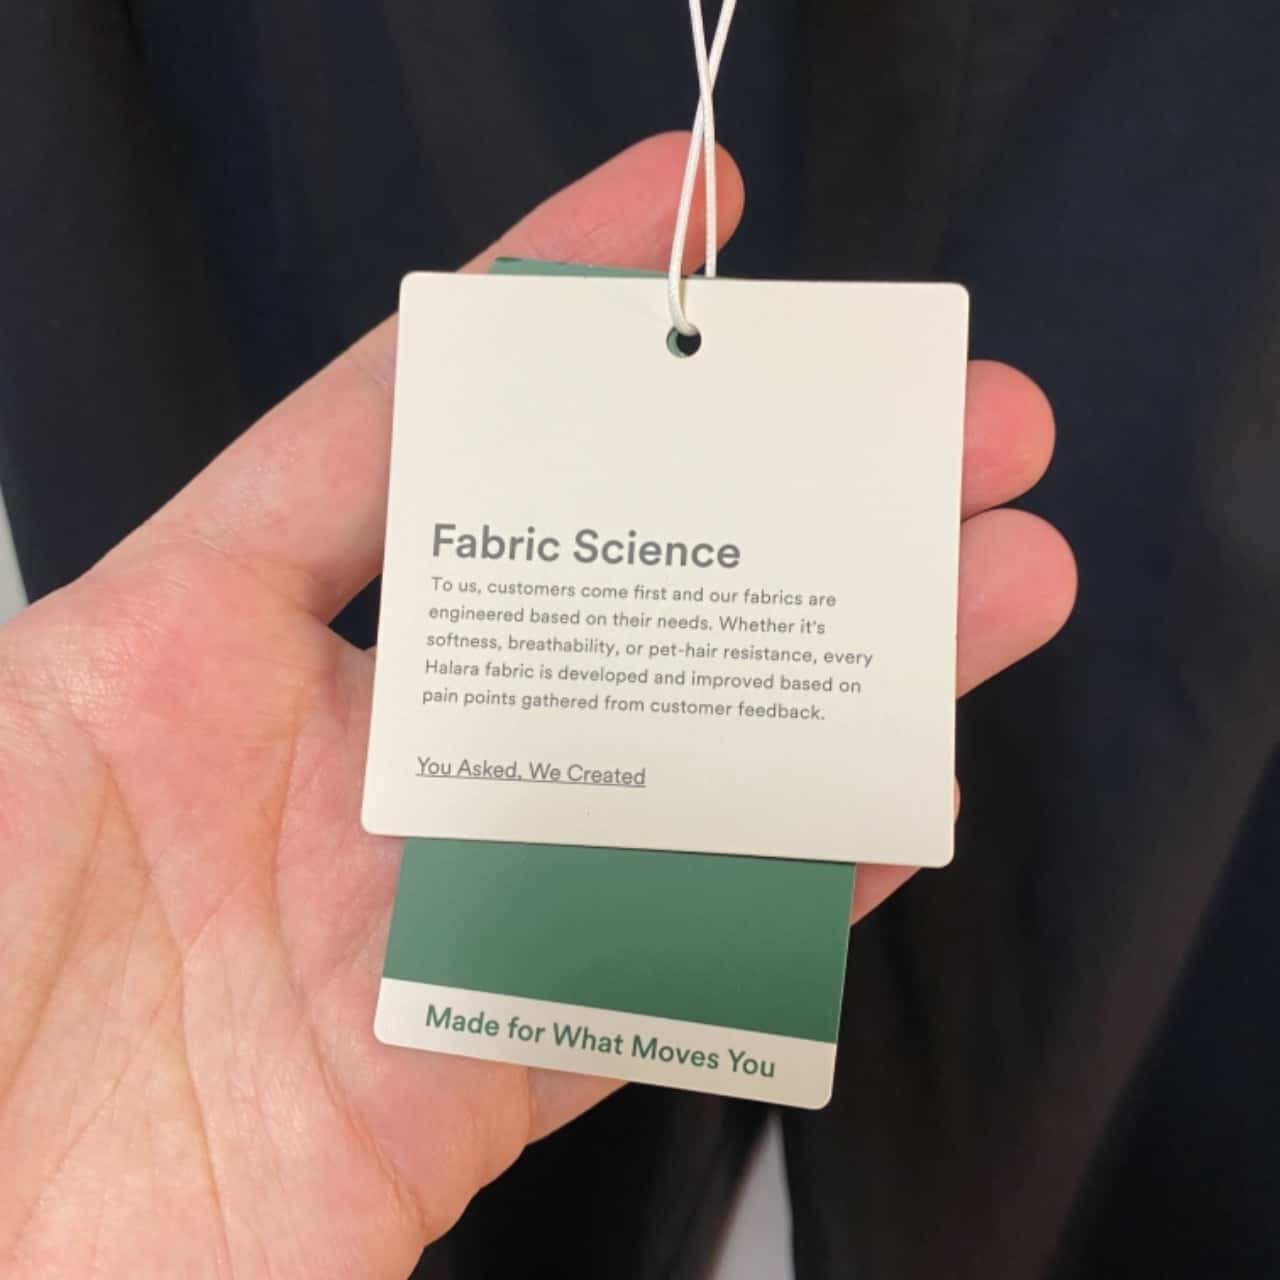 Fabric Science
To us, customers come first and our fabrics are
engineered based on their needs. Whether it's
softness, breathability, or pet-hair resistance, every
Halara fabric is developed and improved based on
pain points gathered from customer feedback.
You Asked, We Created
Made for What Moves You